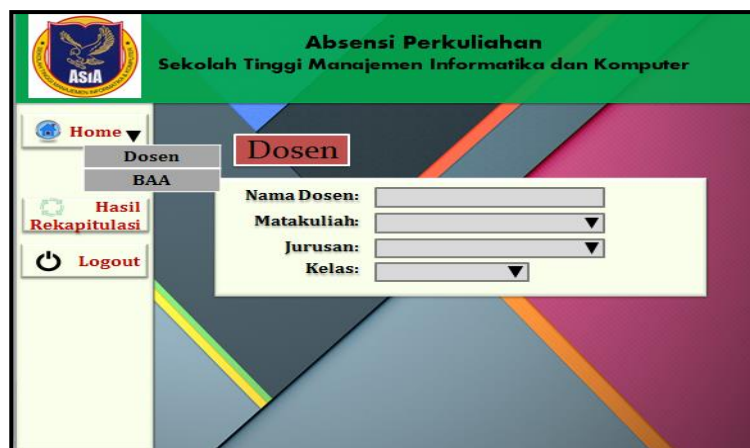 Absensi Perkuliahan
Sekolah Tinggi Manajemen Informatika dan Komputer
ASIA
Home
Dosen
BAA
Hasil
Rekapitulasi
Logout
Dosen
Nama Dosen:
Matakuliah:
Jurusan:
Kelas: